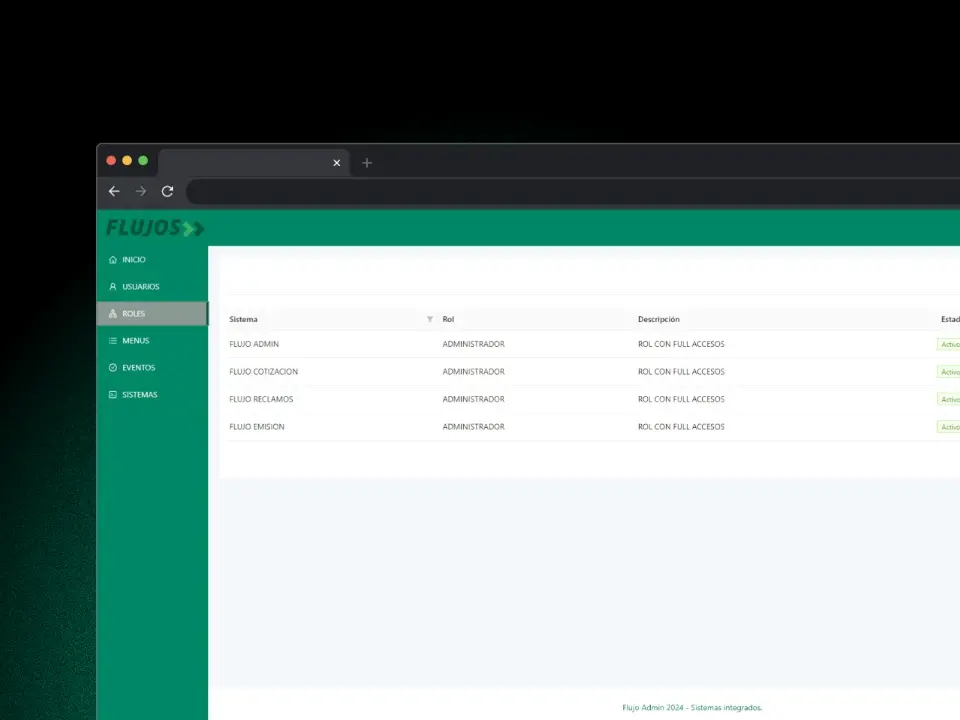 FLUJOS
INICIO
USUARIOS
ROLES
MENUS
EVENTOS
SISTEMAS
Sistema Rol Descripción Estad
FLUJO ADMIN ADMINISTRADOR ROL CON FULL ACCESOS Activo
FLUJO COTIZACION ADMINISTRADOR ROL CON FULL ACCESOS Activo
FLUJO RECLAMOS ADMINISTRADOR ROL CON FULL ACCESOS Activo
FLUJO EMISION ADMINISTRADOR ROL CON FULL ACCESOS Activo
Flujo Admin 2024 - Sistemas integrados.